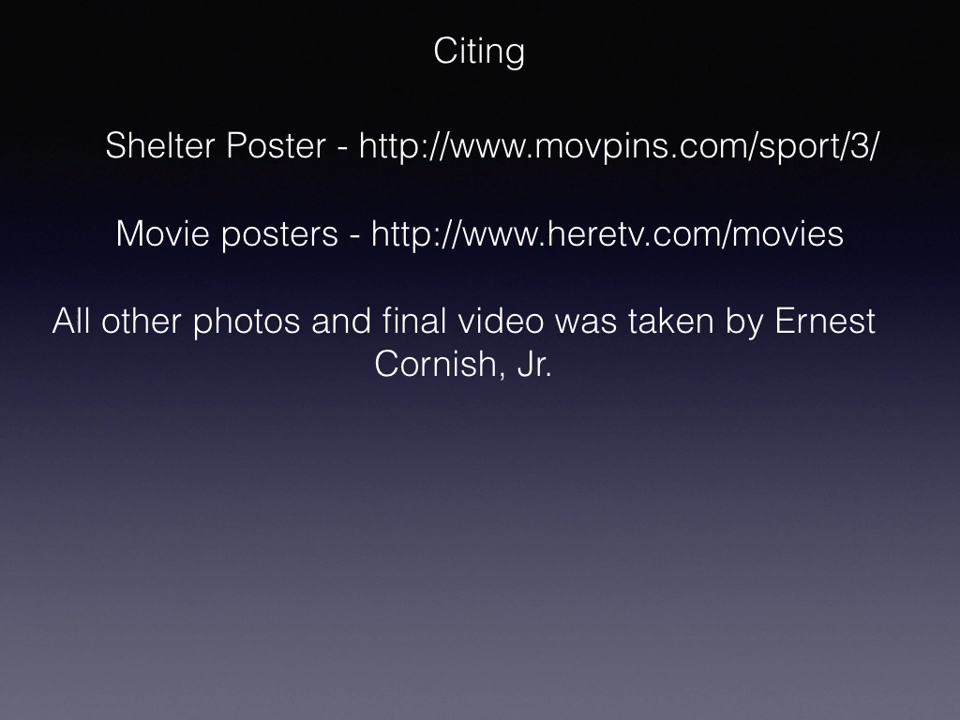 Citing
Shelter Poster - http://www.movpins.com/sport/3/
Movie posters - http://www.heretv.com/movies
All other photos and final video was taken by Ernest
Cornish, Jr.